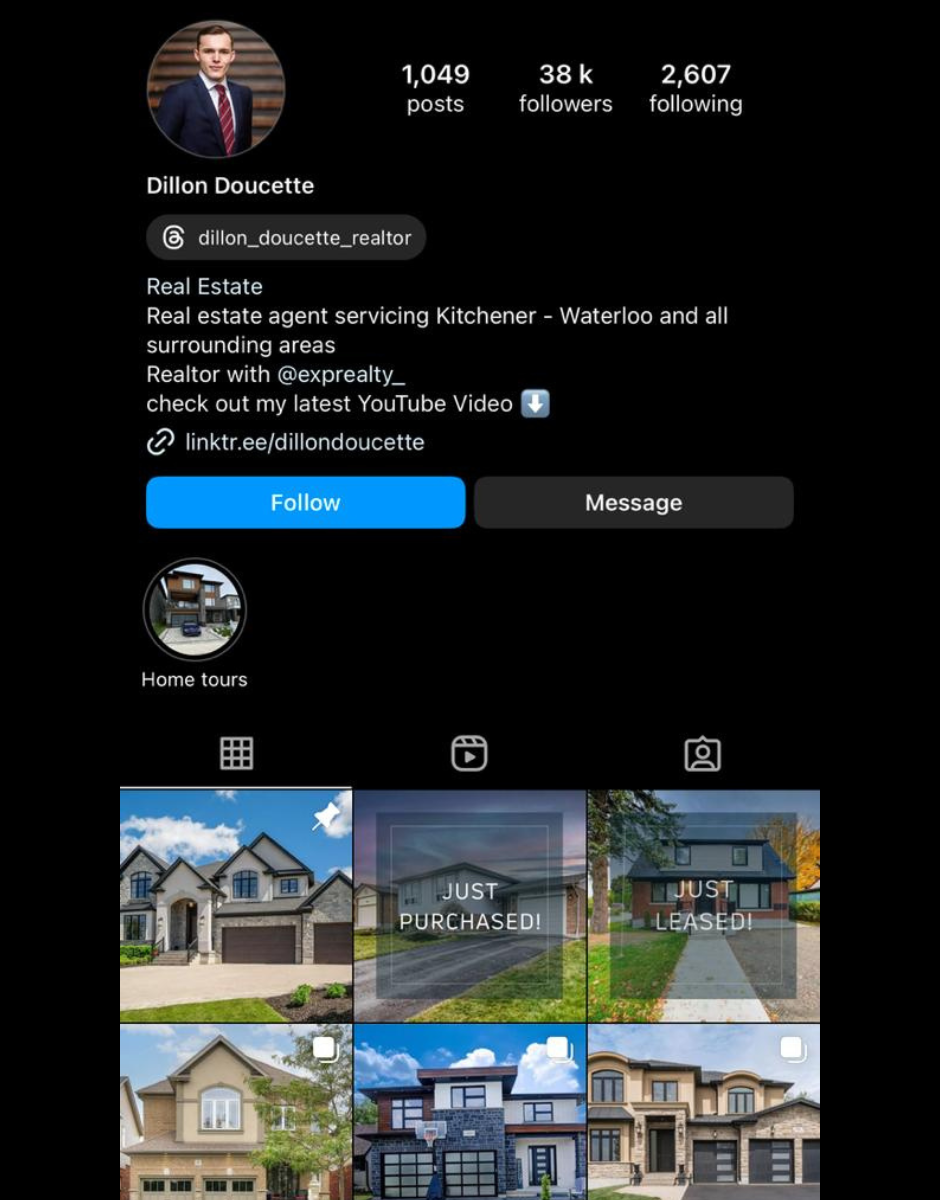 1,049
posts
38 k
followers
2,607
following
Dillon Doucette
dillon_doucette_realtor
Real Estate
Real estate agent servicing Kitchener - Waterloo and all
surrounding areas
Realtor with @exprealty_
check out my latest YouTube Video ⬇️
linktr.ee/dillondoucette
Follow
Message
Home tours
JUST
PURCHASED!
JUST
LEASED!